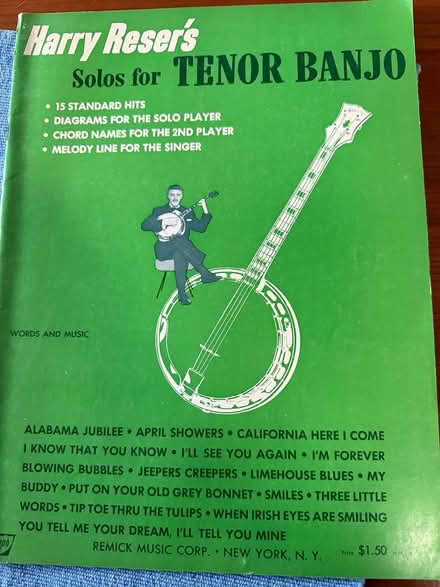 Harry Reser's
Solos for TENOR BANJO
• 15 STANDARD HITS
• DIAGRAMS FOR THE SOLO PLAYER
• CHORD NAMES FOR THE 2ND PLAYER
• MELODY LINE FOR THE SINGER
WORDS AND MUSIC
ALABAMA JUBILEE • APRIL SHOWERS • CALIFORNIA HERE I COME
I KNOW THAT YOU KNOW • I'LL SEE YOU AGAIN • I'M FOREVER
BLOWING BUBBLES • JEEPERS CREEPERS • LIMEHOUSE BLUES • MY
BUDDY • PUT ON YOUR OLD GREY BONNET • SMILES • THREE LITTLE
WORDS • TIP TOE THRU THE TULIPS • WHEN IRISH EYES ARE SMILING
YOU TELL ME YOUR DREAM, I'LL TELL YOU MINE
REMICK MUSIC CORP. • NEW YORK, N. Y.
Price $1.50